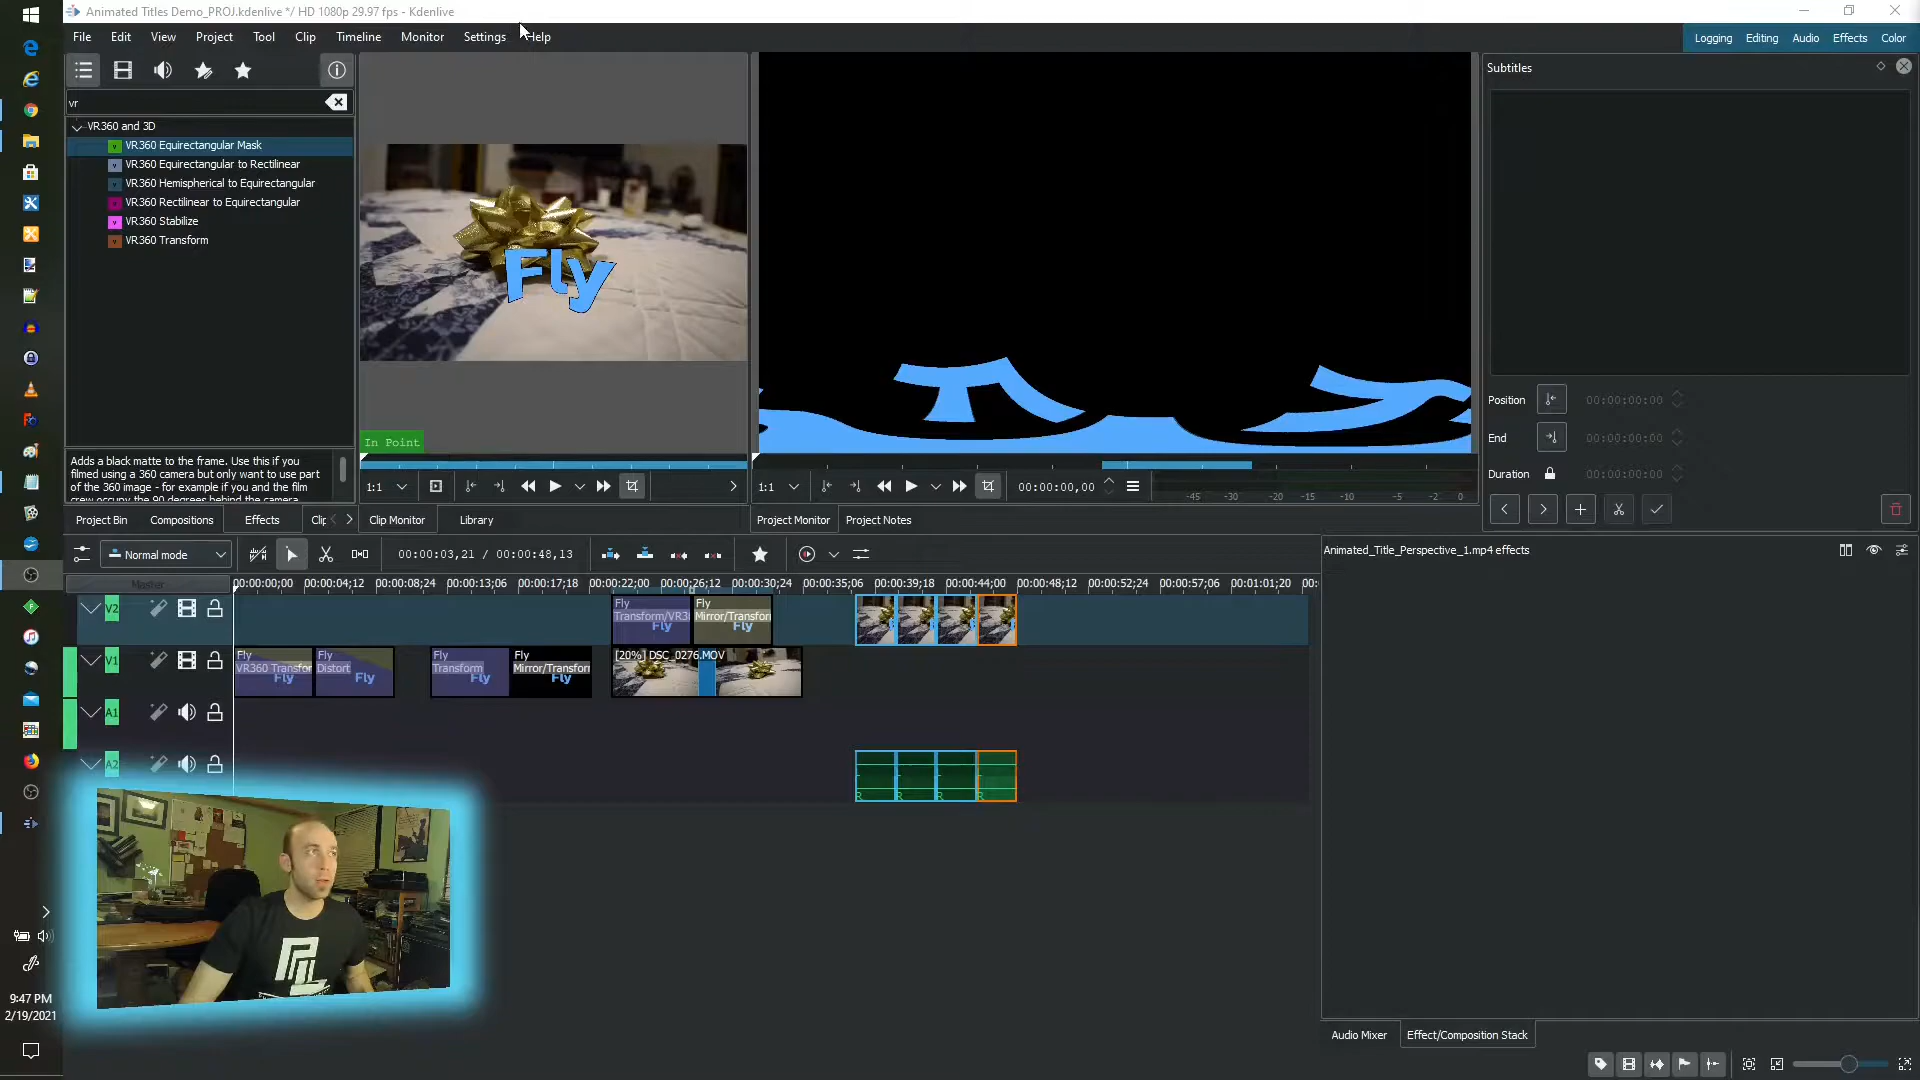 Animated Titles Demo_PROJ.kdenlive */ HD 1080p 29.97 fps - Kdenlive
File Edit View Project Tool Clip Timeline Monitor Settings Help
Logging Editing Audio Effects Color
vr
VR360 and 3D
VR360 Equirectangular Mask
VR360 Equirectangular to Rectilinear
VR360 Hemispherical to Equirectangular
VR360 Rectilinear to Equirectangular
VR360 Stabilize
VR360 Transform
Adds a black matte to the frame. Use this if you
filmed using a 360 camera but only want to use part
of the 360 image - for example if you and the film
crew occupy the 90 degrees behind the camera
Project Bin Compositions Effects Clip
Fly
In Point
1:1
Clip Monitor Library
1:1 00:00:00,00
-45 -30 -20 -15 -10 -5 -2 0
Project Monitor Project Notes
Subtitles
Position 00:00:00:00
End 00:00:00:00
Duration 00:00:00:00
Normal mode 00:00:03,21 / 00:00:48,13
Master
00:00:00;00 00:00:04;12 00:00:08;24 00:00:13;06 00:00:17;18 00:00:22;00 00:00:26;12 00:00:30;24 00:00:35;06 00:00:39;18 00:00:44;00 00:00:48;12 00:00:52;24 00:00:57;06 00:01:01;20 00:0
V2
Fly
Transform/VR3
Fly
Fly
Mirror/Transfor
Fly
V1
Fly
VR360 Transfor
Fly
Fly
Distort
Fly
Fly
Transform
Fly
Fly
Mirror/Transfor
Fly
[20%] DSC_0276.MOV
A1
A2
R R R R
Animated_Title_Perspective_1.mp4 effects
Audio Mixer Effect/Composition Stack
9:47 PM
2/19/2021